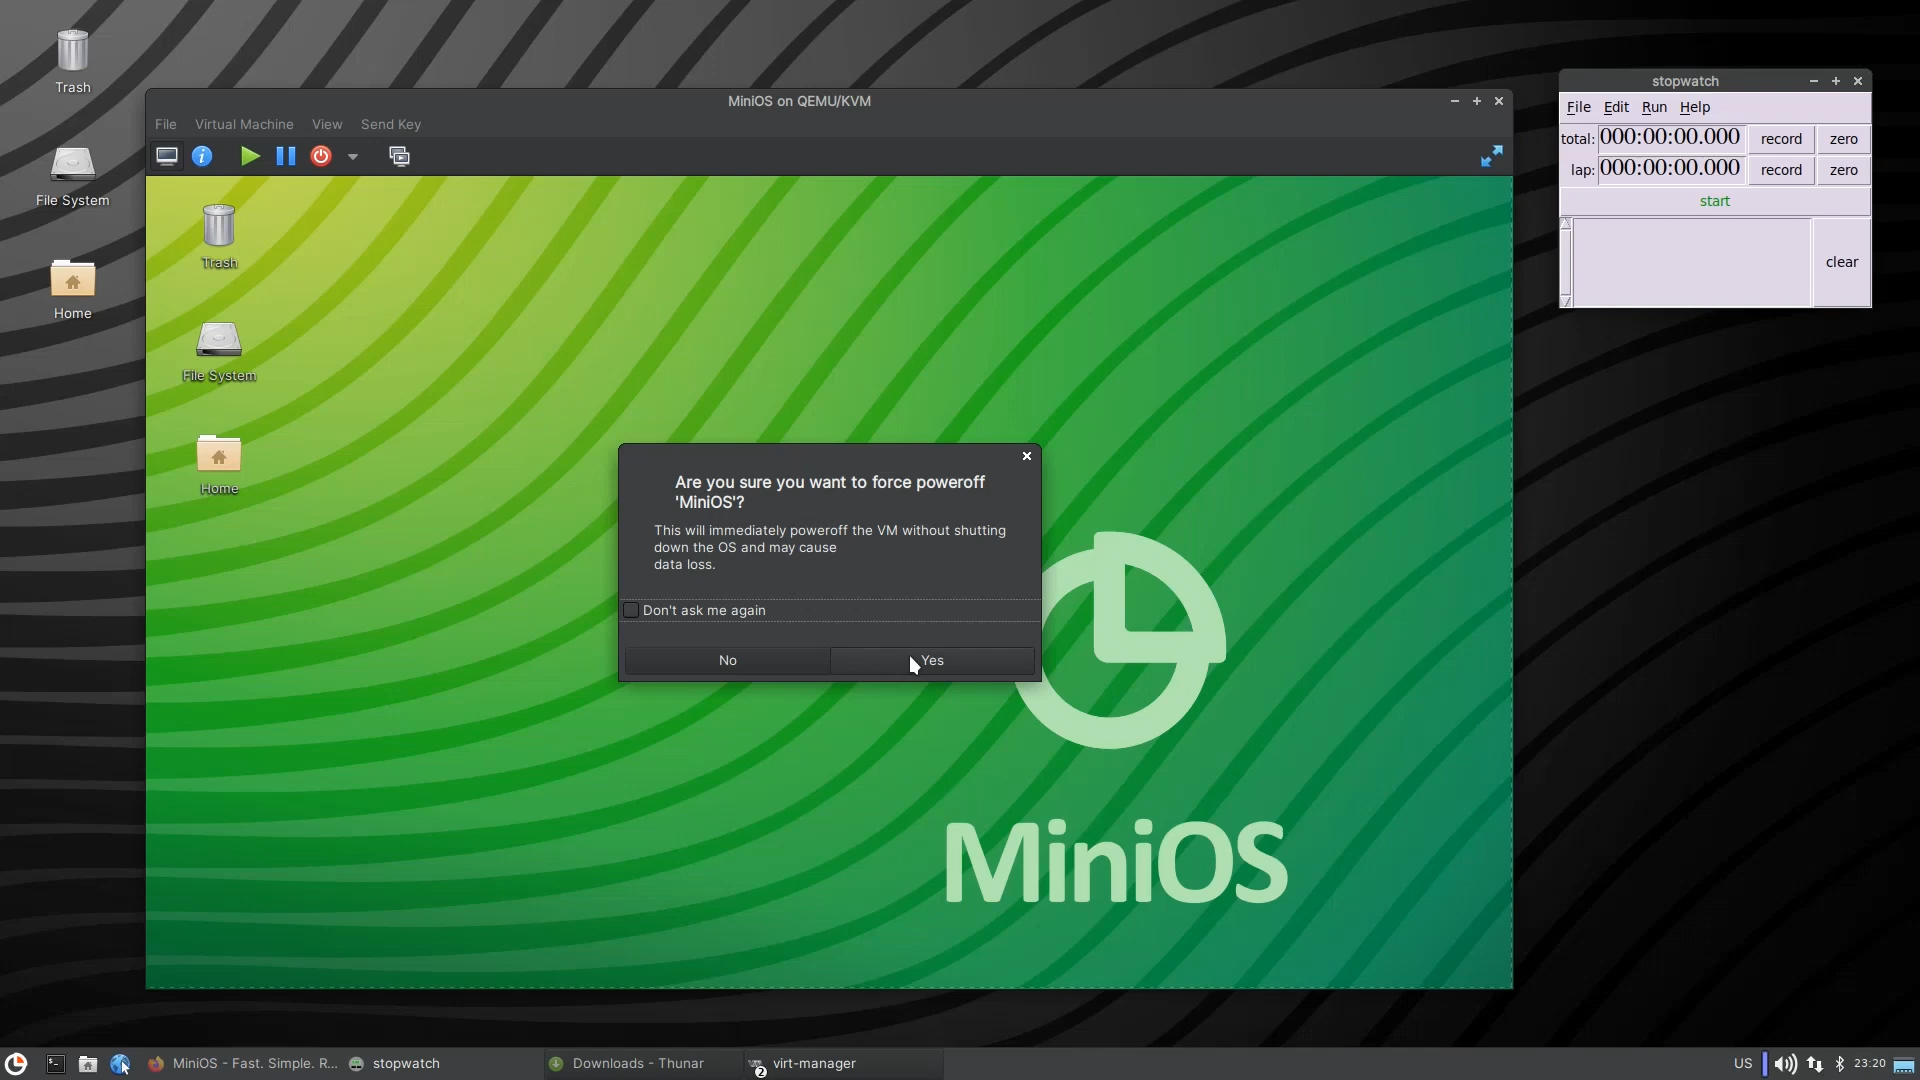 Trash
File System
Home
MiniOS on QEMU/KVM
File Virtual Machine View Send Key
Trash
File System
Home
Are you sure you want to force poweroff
'MiniOS'?
This will immediately poweroff the VM without shutting
down the OS and may cause
data loss.
Don't ask me again
No Yes
MiniOS
stopwatch
File Edit Run Help
total: 000:00:00.000 record zero
lap: 000:00:00.000 record zero
start
clear
MiniOS - Fast. Simple. R... stopwatch Downloads - Thunar 2 virt-manager US 23:20